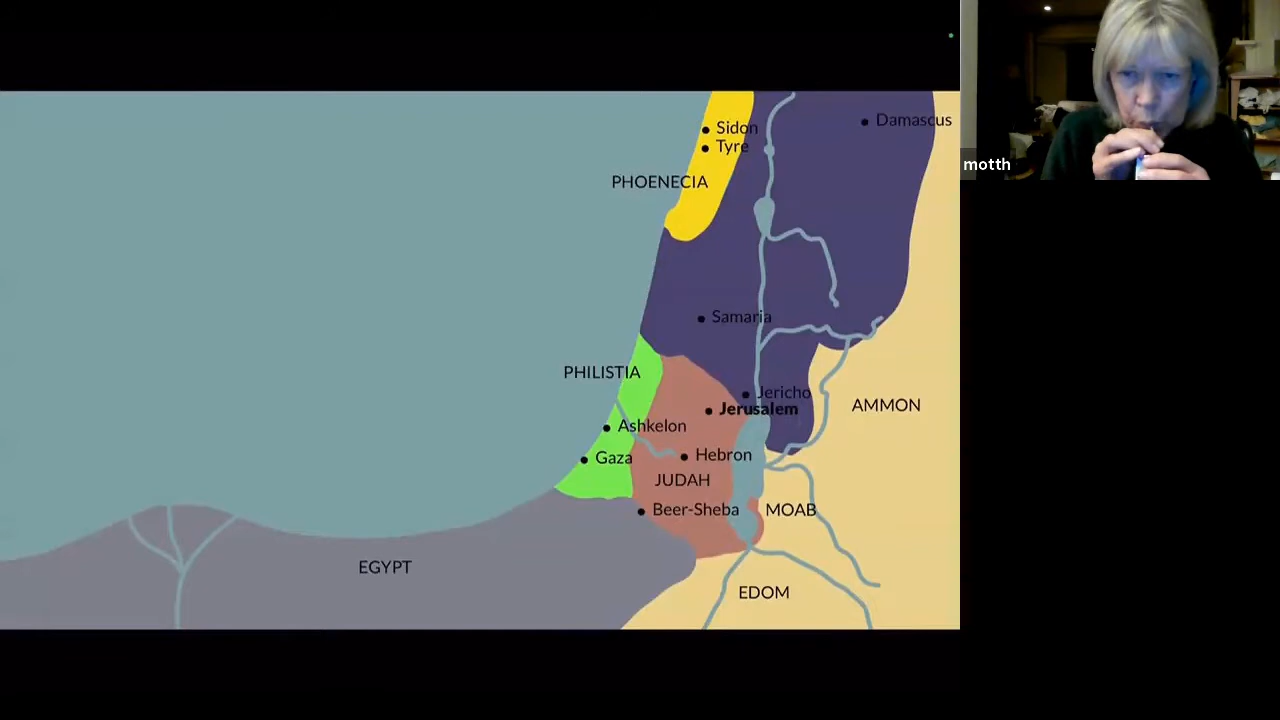 Damascus
Sidon
Tyre
motth
PHOENECIA
Samaria
PHILISTIA
Jericho
AMMON
Jerusalem
Ashkelon
Hebron
Gaza
JUDAH
Beer-Sheba
MOAB
EGYPT
EDOM